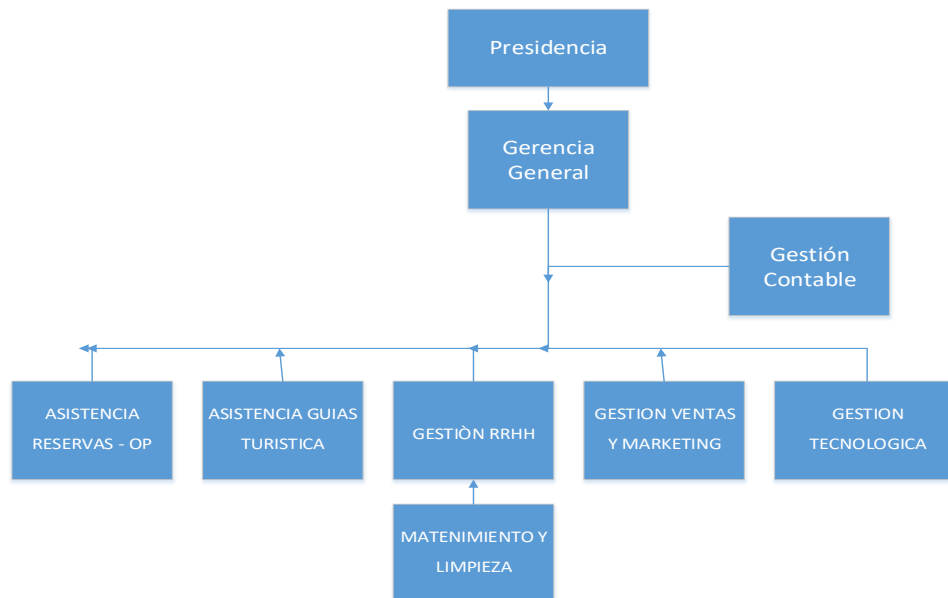 Presidencia
Gerencia
General
Gestión
Contable
ASISTENCIA
RESERVAS - OP
ASISTENCIA GUIAS
TURISTICA
GESTIÒN RRHH
GESTION VENTAS
Y MARKETING
GESTION
TECNOLOGICA
MATENIMIENTO Y
LIMPIEZA